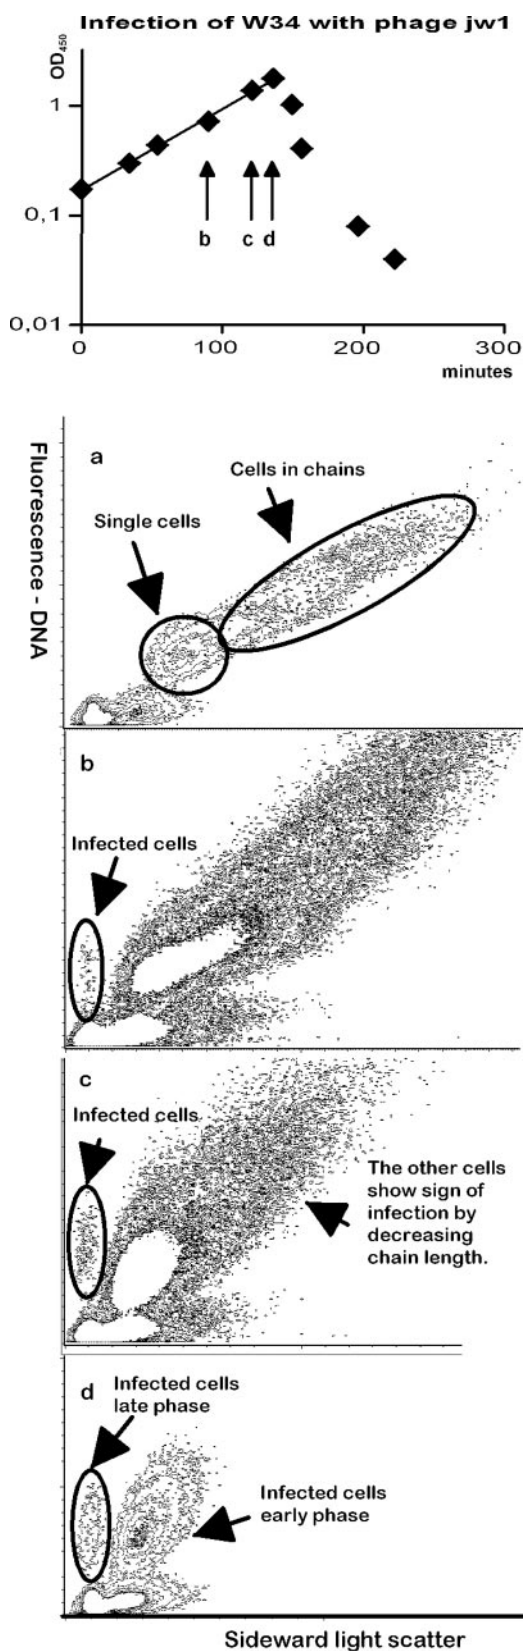 Infection of W34 with phage jw1
OD450
1
0,1
0,01
b
c
d
0
100
200
300
minutes
Fluorescence - DNA
a
Cells in chains
Single cells
b
Infected cells
c
Infected cells
The other cells
show sign of
infection by
decreasing
chain length.
d
Infected cells
late phase
Infected cells
early phase
Sideward light scatter